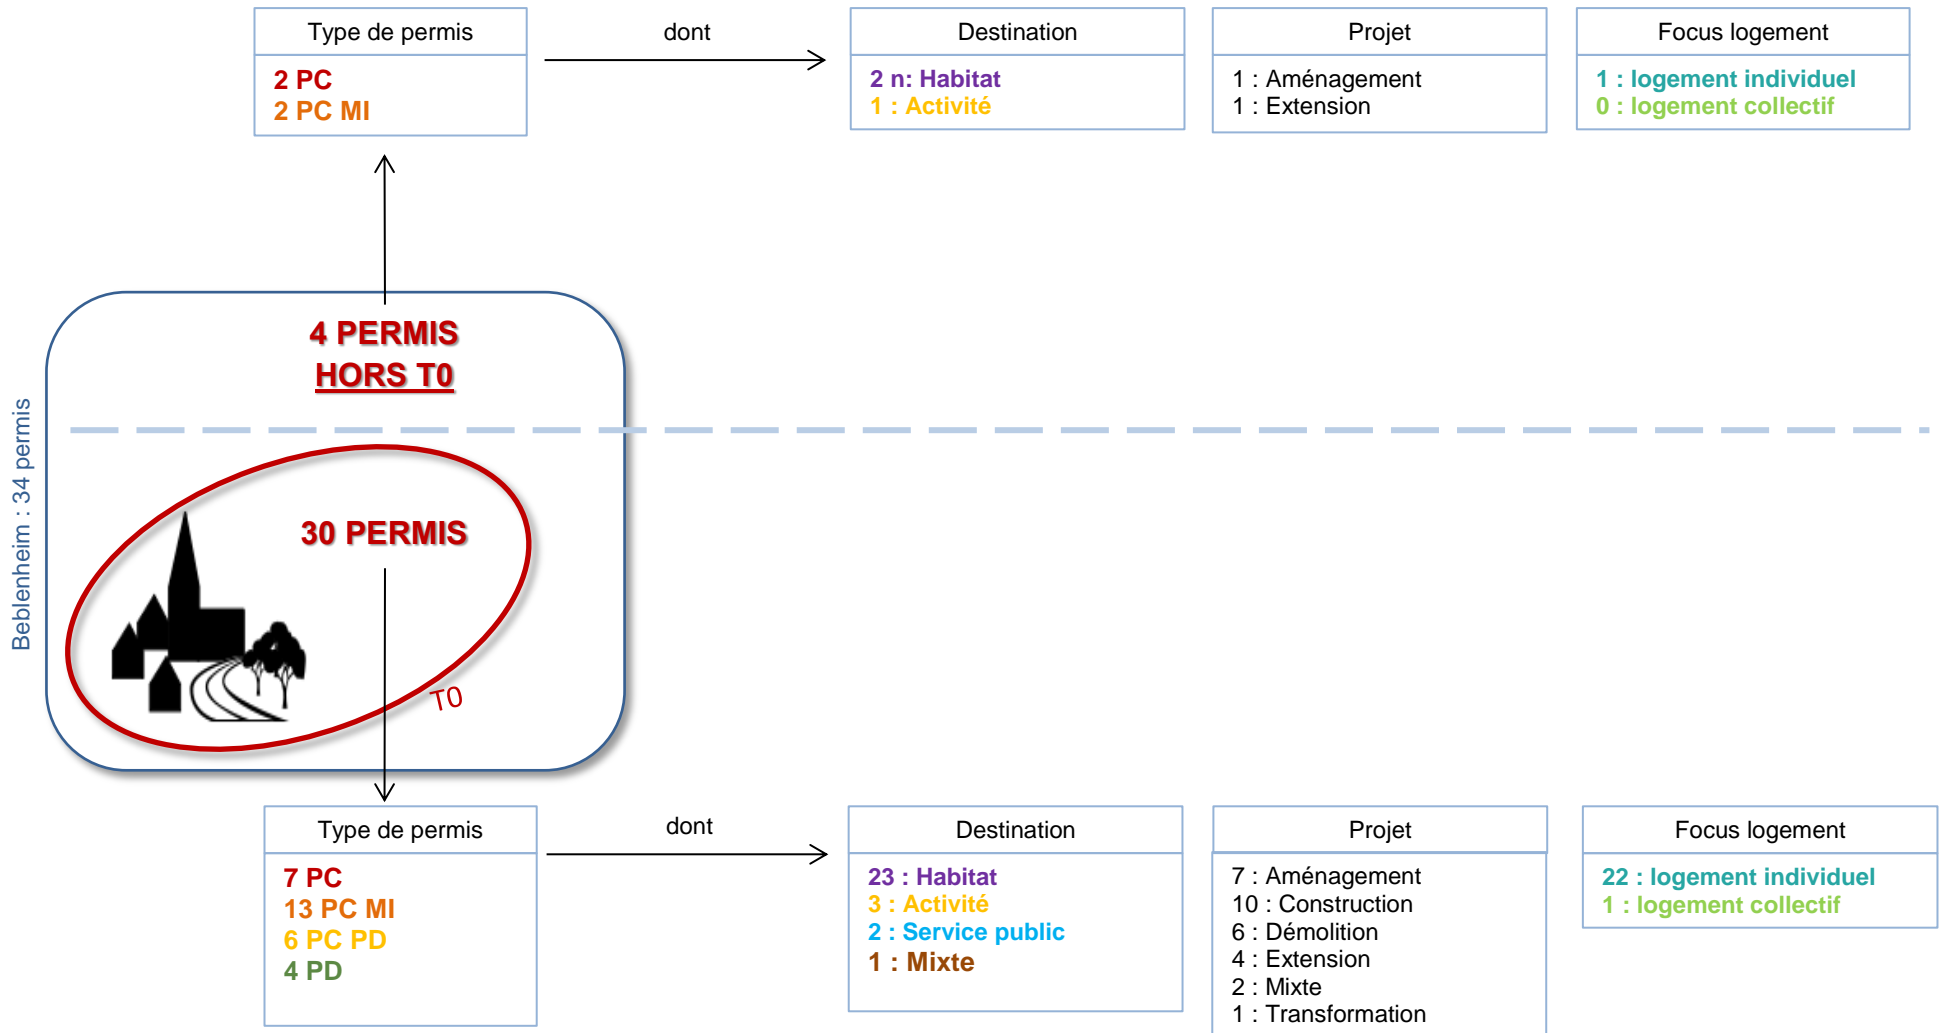 Type de permis
2 PC
2 PC MI
dont
Destination
2 n: Habitat
1 : Activité
Projet
1 : Aménagement
1 : Extension
Focus logement
1 : logement individuel
0 : logement collectif
Beblenheim : 34 permis
4 PERMIS
HORS T0
30 PERMIS
T0
Type de permis
7 PC
13 PC MI
6 PC PD
4 PD
dont
Destination
23 : Habitat
3 : Activité
2 : Service public
1 : Mixte
Projet
7 : Aménagement
10 : Construction
6 : Démolition
4 : Extension
2 : Mixte
1 : Transformation
Focus logement
22 : logement individuel
1 : logement collectif